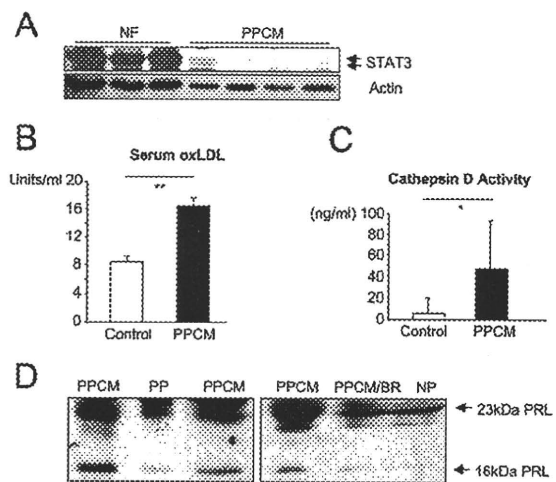 A
NF PPCM
STAT3
Actin
B
Serum oxLDL
Units/ml
20
16
12
8
4
0
**
Control PPCM
C
Cathepsin D Activity
(ng/ml)
100
80
60
40
20
0
*
Control PPCM
D
PPCM PP PPCM PPCM PPCM/BR NP
23kDa PRL
16kDa PRL